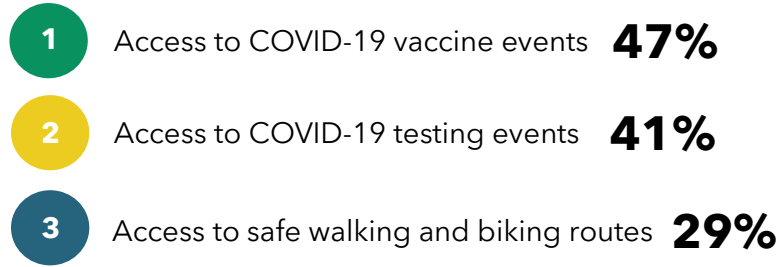 1 Access to COVID-19 vaccine events 47%
2 Access to COVID-19 testing events 41%
3 Access to safe walking and biking routes 29%